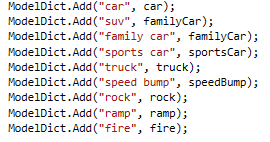 ModelDict.Add("car", car);
ModelDict.Add("suv", familyCar);
ModelDict.Add("family car", familyCar);
ModelDict.Add("sports car", sportsCar);
ModelDict.Add("truck", truck);
ModelDict.Add("speed bump", speedBump);
ModelDict.Add("rock", rock);
ModelDict.Add("ramp", ramp);
ModelDict.Add("fire", fire);